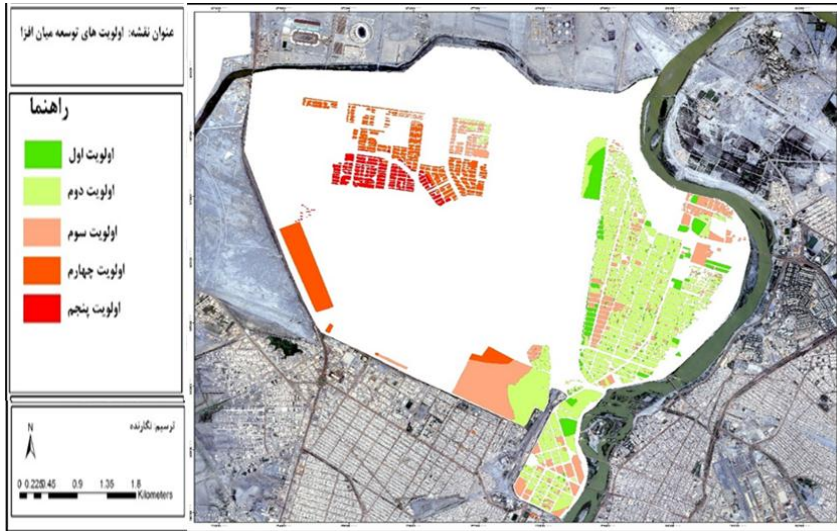 عنوان نقشه: اولویت های توسعه میان افزا
راهنما
اولویت اول
اولویت دوم
اولویت سوم
اولویت چهارم
اولویت پنجم
ترسیم: نگارنده
N
0 0.225 0.45 0.9 1.35 1.8
Kilometers